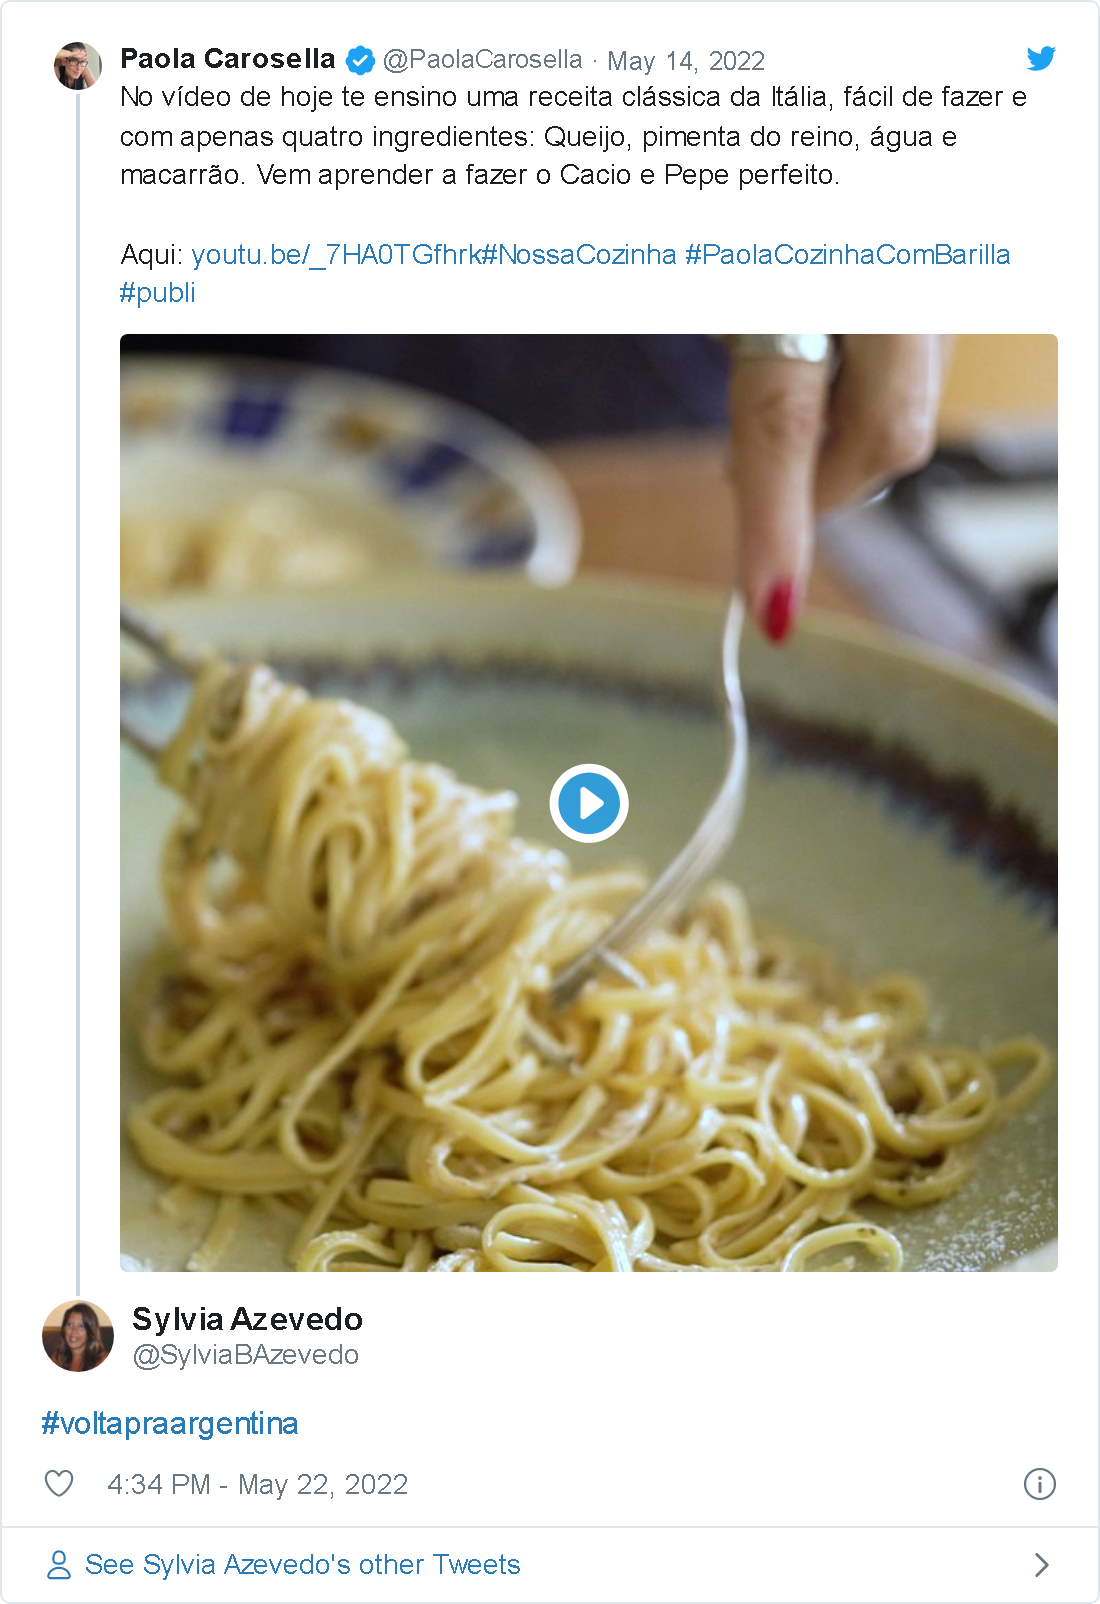 Paola Carosella @PaolaCarosella · May 14, 2022
No vídeo de hoje te ensino uma receita clássica da Itália, fácil de fazer e
com apenas quatro ingredientes: Queijo, pimenta do reino, água e
macarrão. Vem aprender a fazer o Cacio e Pepe perfeito.
Aqui: youtu.be/_7HA0TGfhrk#NossaCozinha #PaolaCozinhaComBarilla
#publi
Sylvia Azevedo
@SylviaBAzevedo
#voltapraargentina
4:34 PM - May 22, 2022
See Sylvia Azevedo's other Tweets